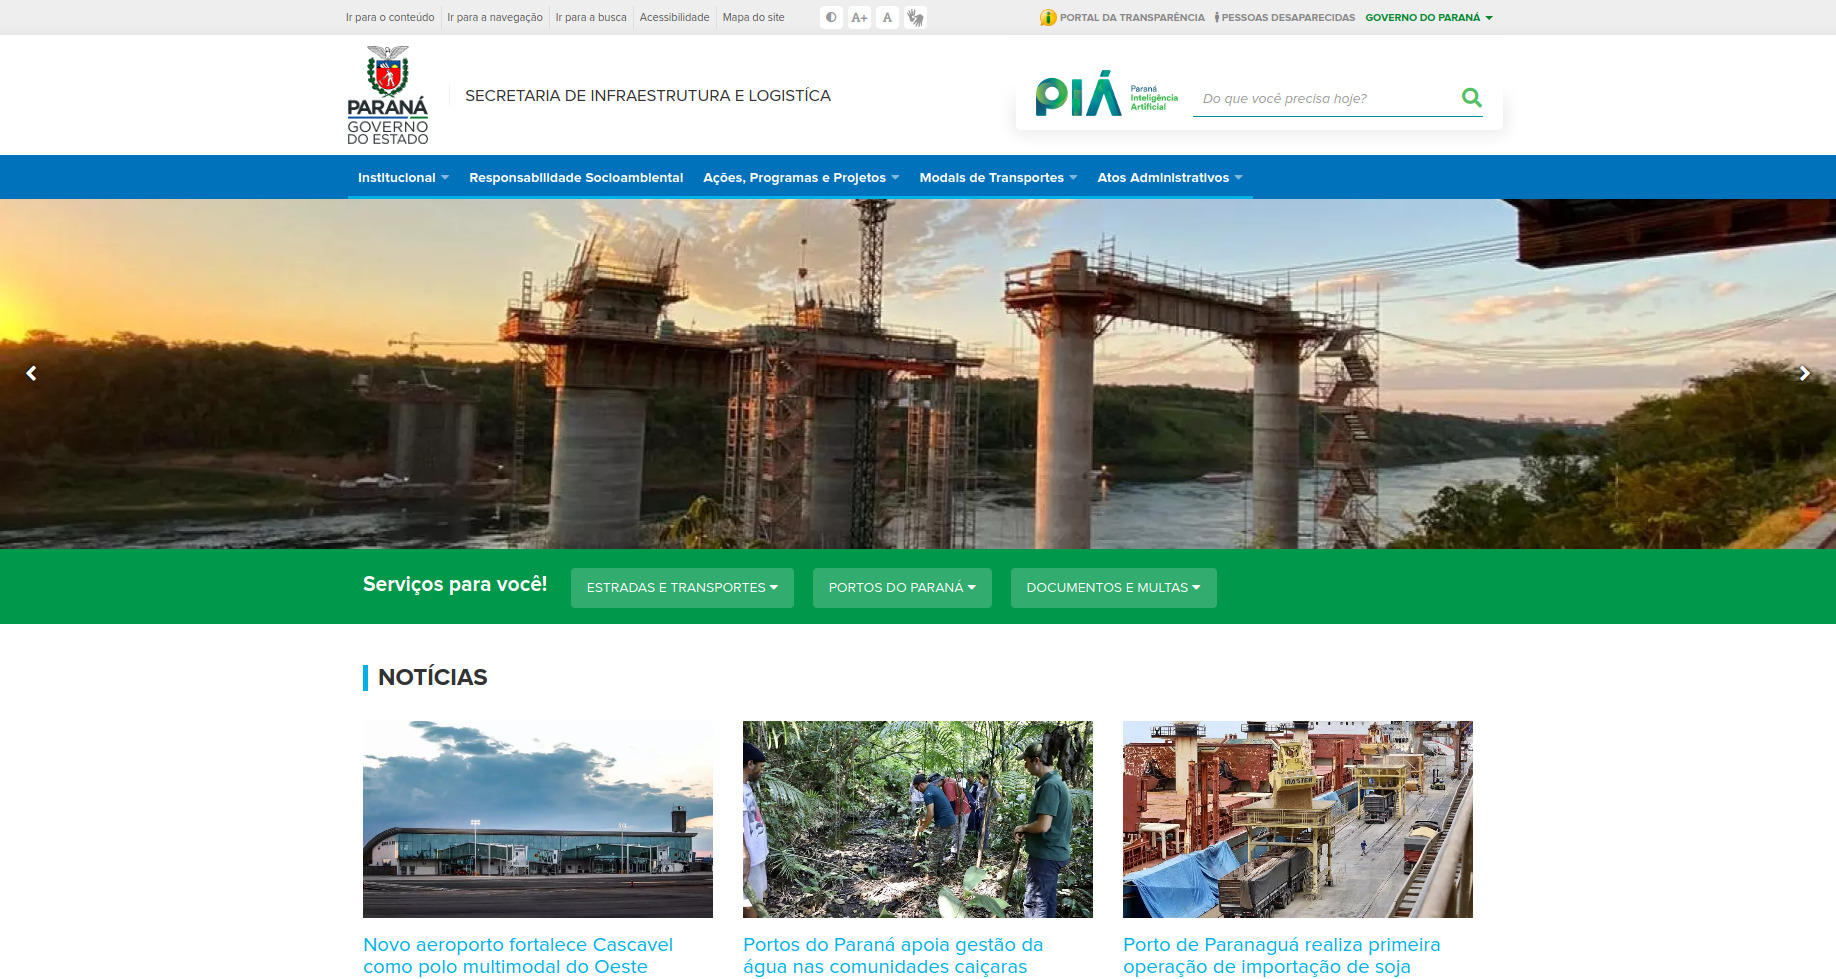 Ir para o conteúdo Ir para a navegação Ir para a busca Acessibilidade Mapa do site A+ A PORTAL DA TRANSPARÊNCIA PESSOAS DESAPARECIDAS GOVERNO DO PARANÁ
PARANÁ
GOVERNO
DO ESTADO
SECRETARIA DE INFRAESTRUTURA E LOGISTÍCA
PIÁ
Paraná
Inteligência
Artificial
Do que você precisa hoje?
Institucional Responsabilidade Socioambiental Ações, Programas e Projetos Modais de Transportes Atos Administrativos
Serviços para você! ESTRADAS E TRANSPORTES PORTOS DO PARANÁ DOCUMENTOS E MULTAS
NOTÍCIAS
MASTER
Novo aeroporto fortalece Cascavel
como polo multimodal do Oeste
Portos do Paraná apoia gestão da
água nas comunidades caiçaras
Porto de Paranaguá realiza primeira
operação de importação de soja